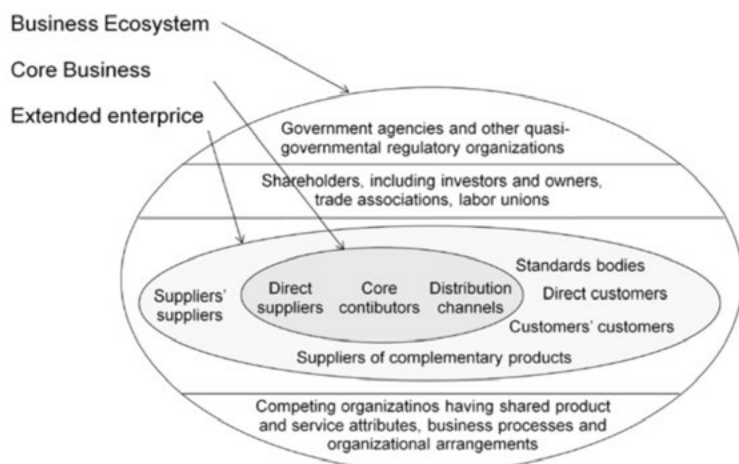 Business Ecosystem
Core Business
Extended enterprice
Government agencies and other quasi-
governmental regulatory organizations
Shareholders, including investors and owners,
trade associations, labor unions
Standards bodies
Suppliers'
suppliers
Direct
suppliers
Core
contibutors
Distribution
channels
Direct customers
Customers' customers
Suppliers of complementary products
Competing organizatinos having shared product
and service attributes, business processes and
organizational arrangements